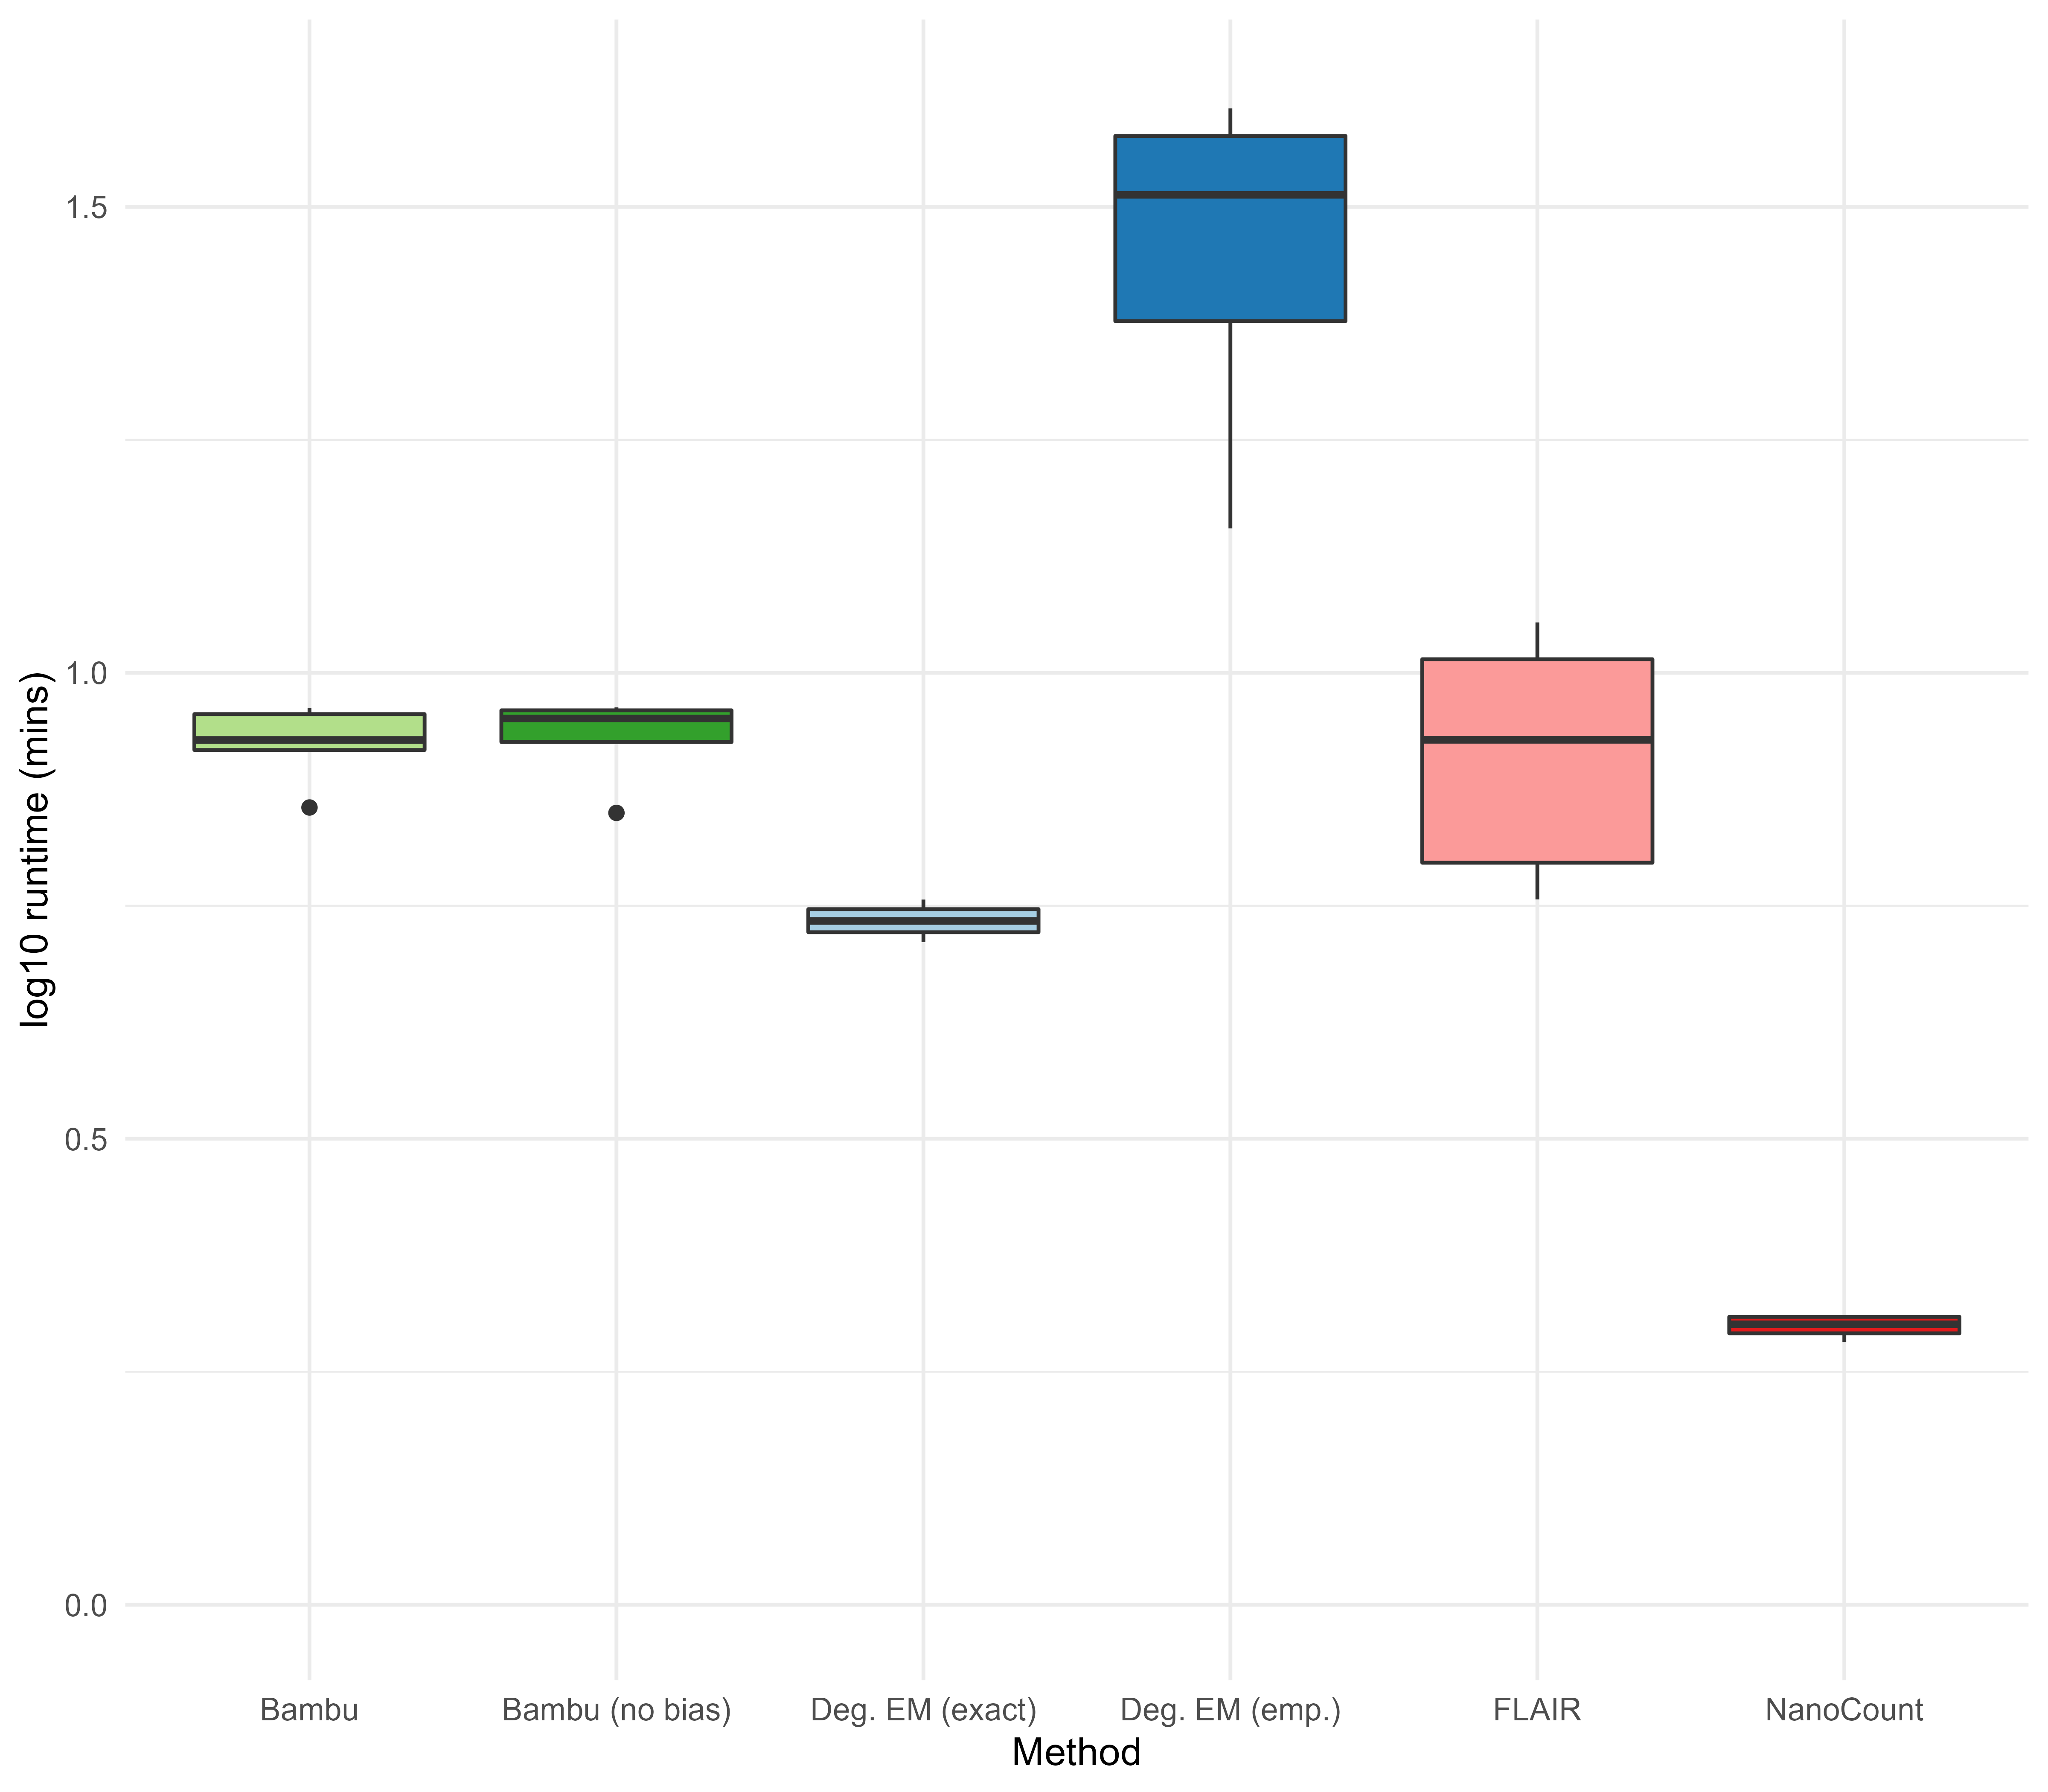 log10 runtime (mins)
1.5
1.0
0.5
0.0
Bambu
Bambu (no bias)
Deg. EM (exact)
Deg. EM (emp.)
FLAIR
NanoCount
Method